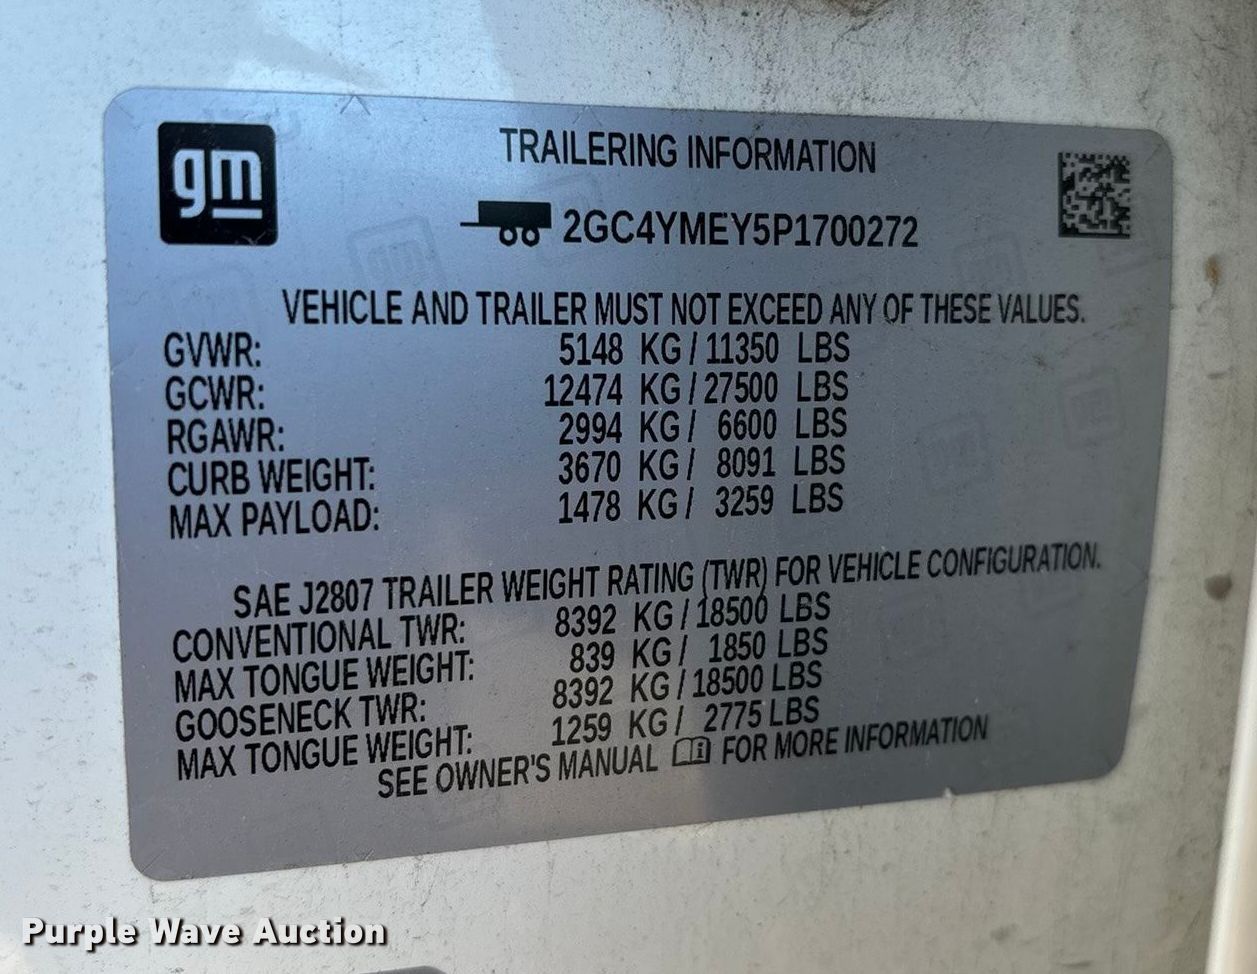 gm
TRAILERING INFORMATION
2GC4YMEY5P1700272
VEHICLE AND TRAILER MUST NOT EXCEED ANY OF THESE VALUES.
GVWR: 5148 KG / 11350 LBS
GCWR: 12474 KG / 27500 LBS
RGAWR: 2994 KG / 6600 LBS
CURB WEIGHT: 3670 KG / 8091 LBS
MAX PAYLOAD: 1478 KG / 3259 LBS
SAE J2807 TRAILER WEIGHT RATING (TWR) FOR VEHICLE CONFIGURATION.
CONVENTIONAL TWR: 8392 KG / 18500 LBS
MAX TONGUE WEIGHT: 839 KG / 1850 LBS
GOOSENECK TWR: 8392 KG / 18500 LBS
MAX TONGUE WEIGHT: 1259 KG / 2775 LBS
SEE OWNER'S MANUAL FOR MORE INFORMATION
Purple Wave Auction